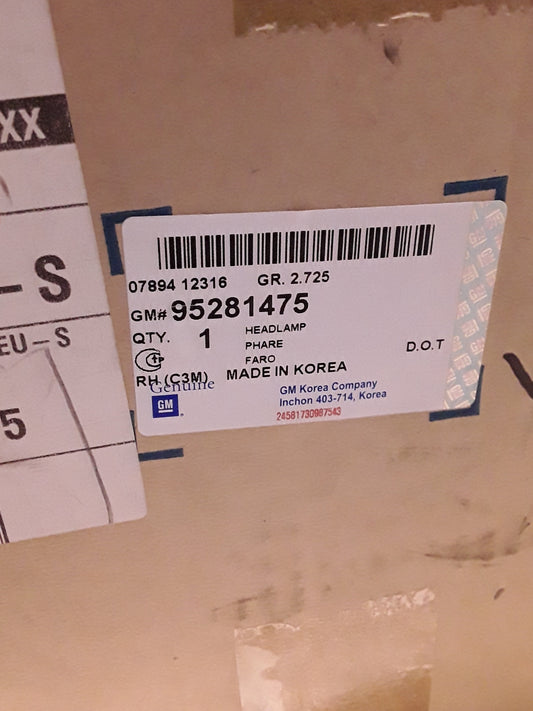 XX
-S
EU-S
5
07894 12316 GR. 2.725
GM# 95281475
QTY. 1 HEADLAMP
PHARE
FARO
D.O.T
RH (C3M) MADE IN KOREA
Genuine
GM
GM Korea Company
Inchon 403-714, Korea
24581730987543